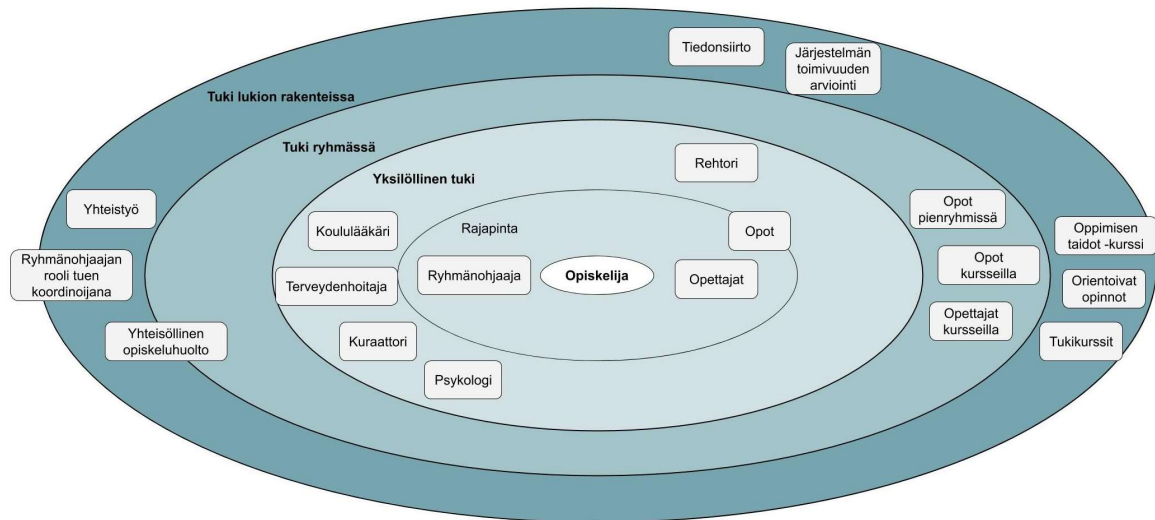 Tiedonsiirto
Järjestelmän
toimivuuden
arviointi
Tuki lukion rakenteissa
Tuki ryhmässä
Rehtori
Yksilöllinen tuki
Yhteistyö
Opot
pienryhmissä
Koululääkäri
Rajapinta
Opot
Oppimisen
taidot -kurssi
Ryhmänohjaajan
rooli tuen
koordinoijana
Terveydenhoitaja
Ryhmänohjaaja
Opiskelija
Opettajat
Opot
kursseilla
Orientoivat
opinnot
Yhteisöllinen
opiskeluhuolto
Kuraattori
Opettajat
kursseilla
Tukikurssit
Psykologi